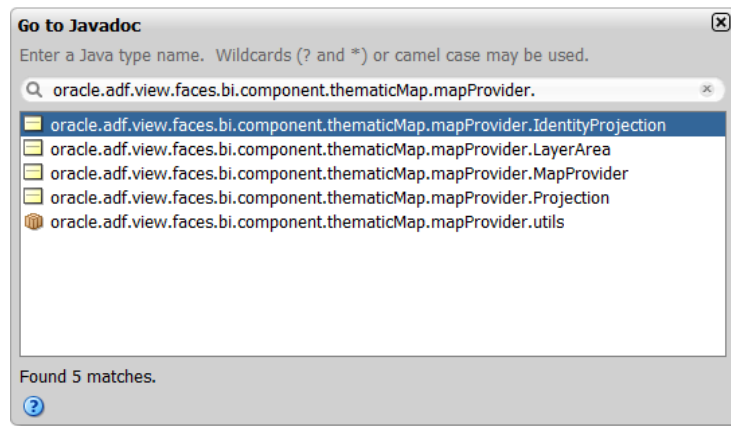 Go to Javadoc
Enter a Java type name. Wildcards (? and *) or camel case may be used.
oracle.adf.view.faces.bi.component.thematicMap.mapProvider.
oracle.adf.view.faces.bi.component.thematicMap.mapProvider.IdentityProjection
oracle.adf.view.faces.bi.component.thematicMap.mapProvider.LayerArea
oracle.adf.view.faces.bi.component.thematicMap.mapProvider.MapProvider
oracle.adf.view.faces.bi.component.thematicMap.mapProvider.Projection
oracle.adf.view.faces.bi.component.thematicMap.mapProvider.utils
Found 5 matches.
?